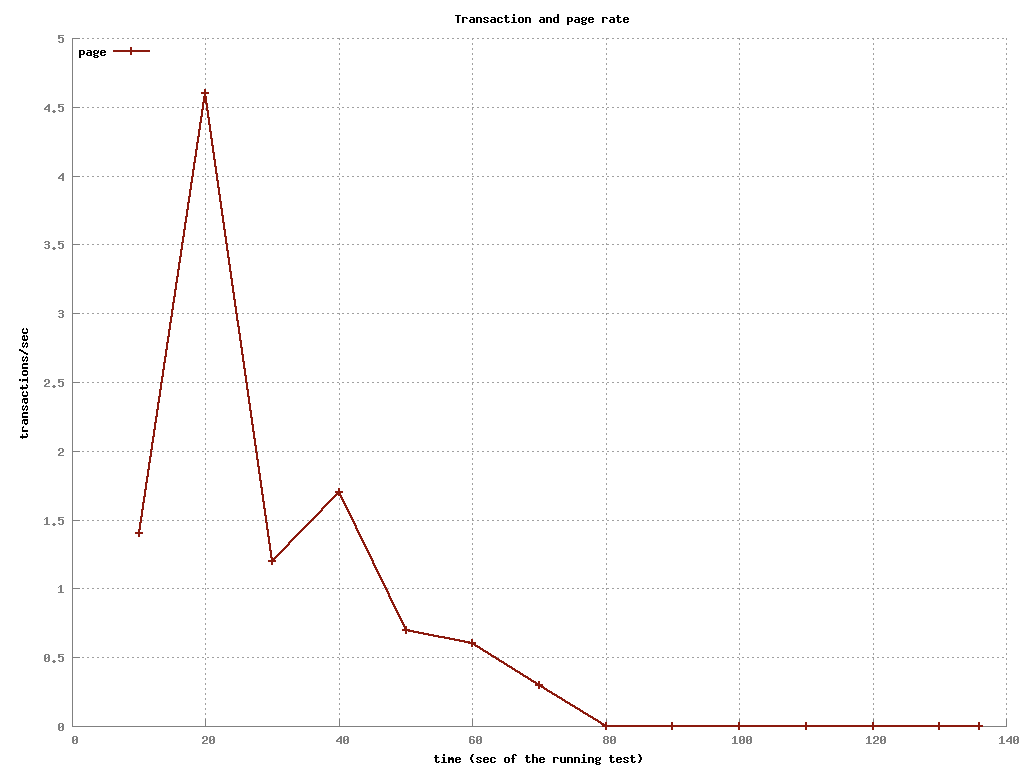 Transaction and page rate
page
5
4.5
4
3.5
3
2.5
2
1.5
1
0.5
0
transactions/sec
0 20 40 60 80 100 120 140
time (sec of the running test)